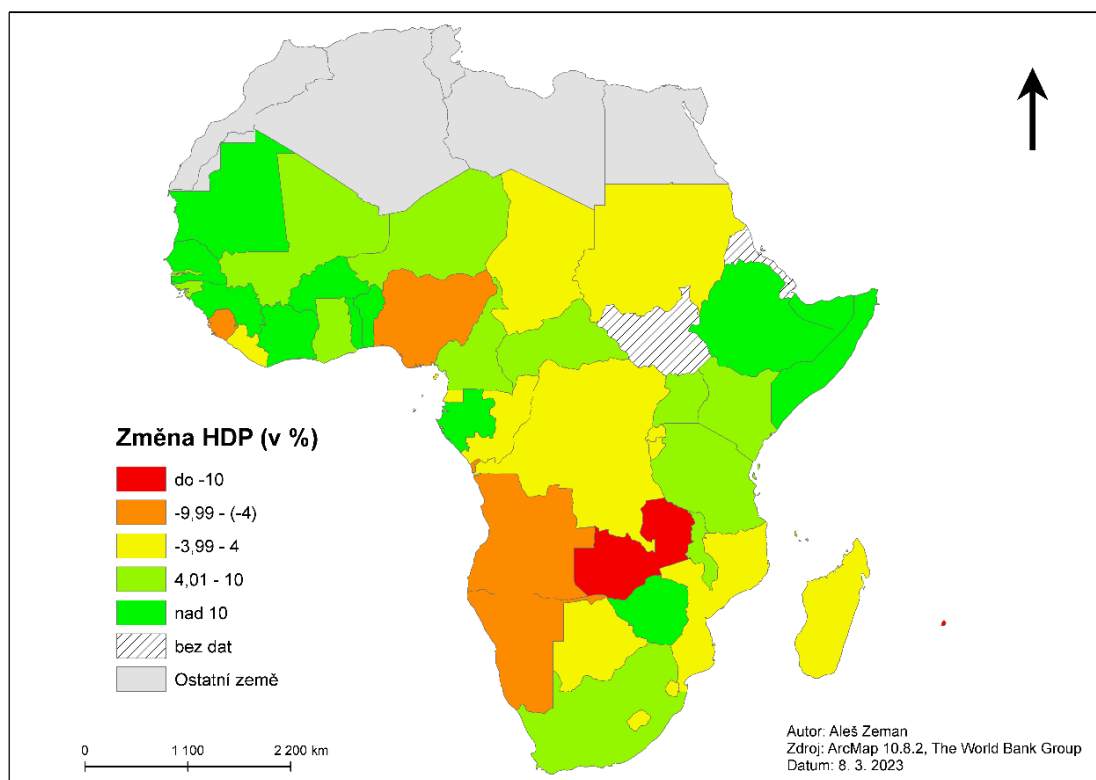 Změna HDP (v %)
do -10
-9,99 - (-4)
-3,99 - 4
4,01 - 10
nad 10
bez dat
Ostatní země
0 1 100 2 200 km
Autor: Aleš Zeman
Zdroj: ArcMap 10.8.2, The World Bank Group
Datum: 8. 3. 2023